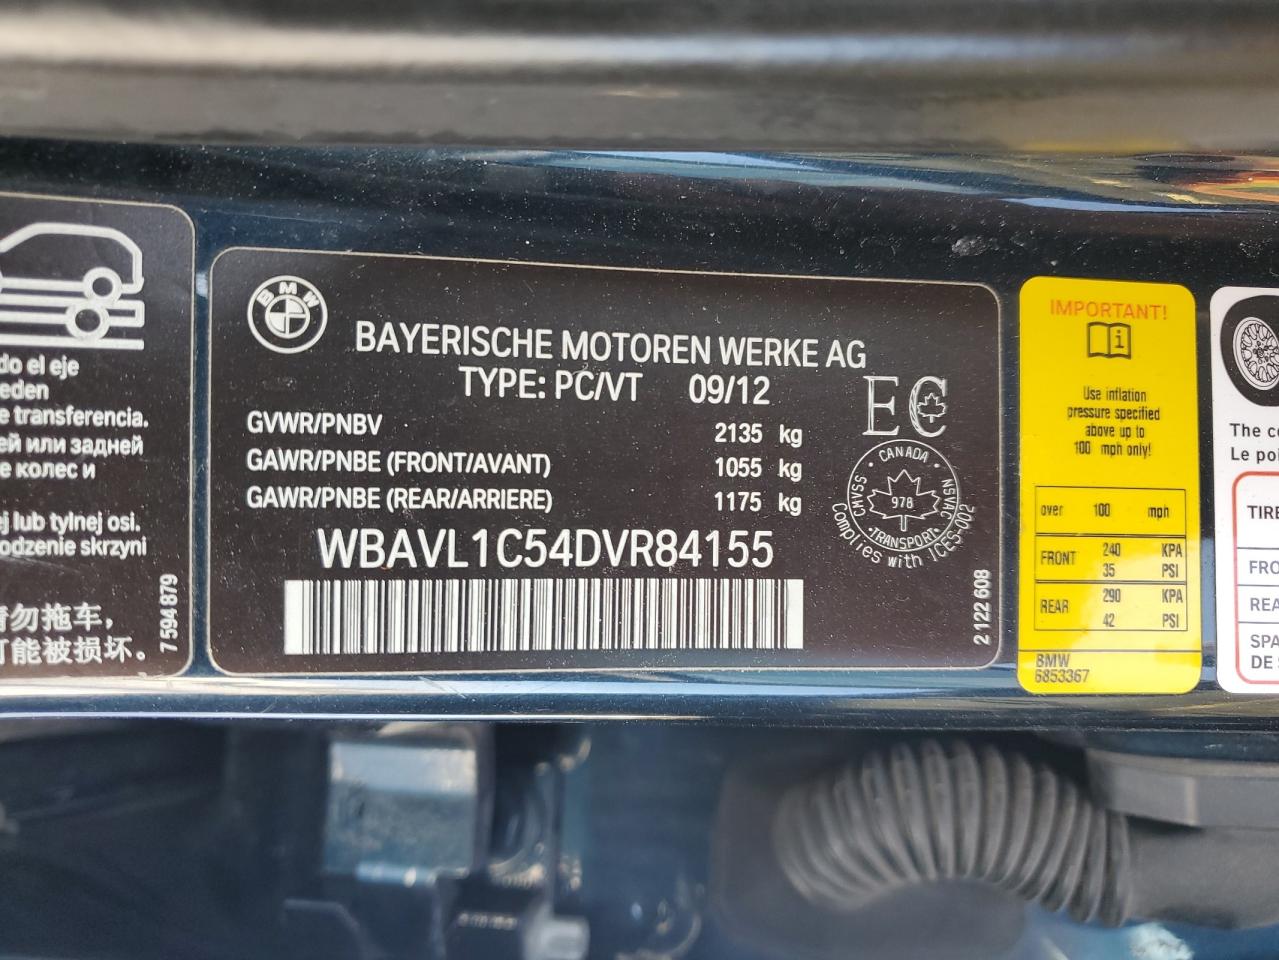 do el eje
eden
e transferencia.
ей или задней
е колес и
ej lub tylnej osi.
odzenie skrzyni
请勿拖车,
可能被损坏。
7 594 879
BMW
BAYERISCHE MOTOREN WERKE AG
TYPE: PC/VT 09/12
GVWR/PNBV 2135 kg
GAWR/PNBE (FRONT/AVANT) 1055 kg
GAWR/PNBE (REAR/ARRIERE) 1175 kg
WBAVL1C54DVR84155
EC
CANADA
CMVSS
NSVAC
978
TRANSPORT
Complies with ICES-002
2 122 608
IMPORTANT!
i
Use inflation
pressure specified
above up to
100 mph only!
over 100 mph
FRONT 240 KPA
35 PSI
REAR 290 KPA
42 PSI
BMW
6853367
The co
Le poi
TIRE
FRO
REA
SPA
DE